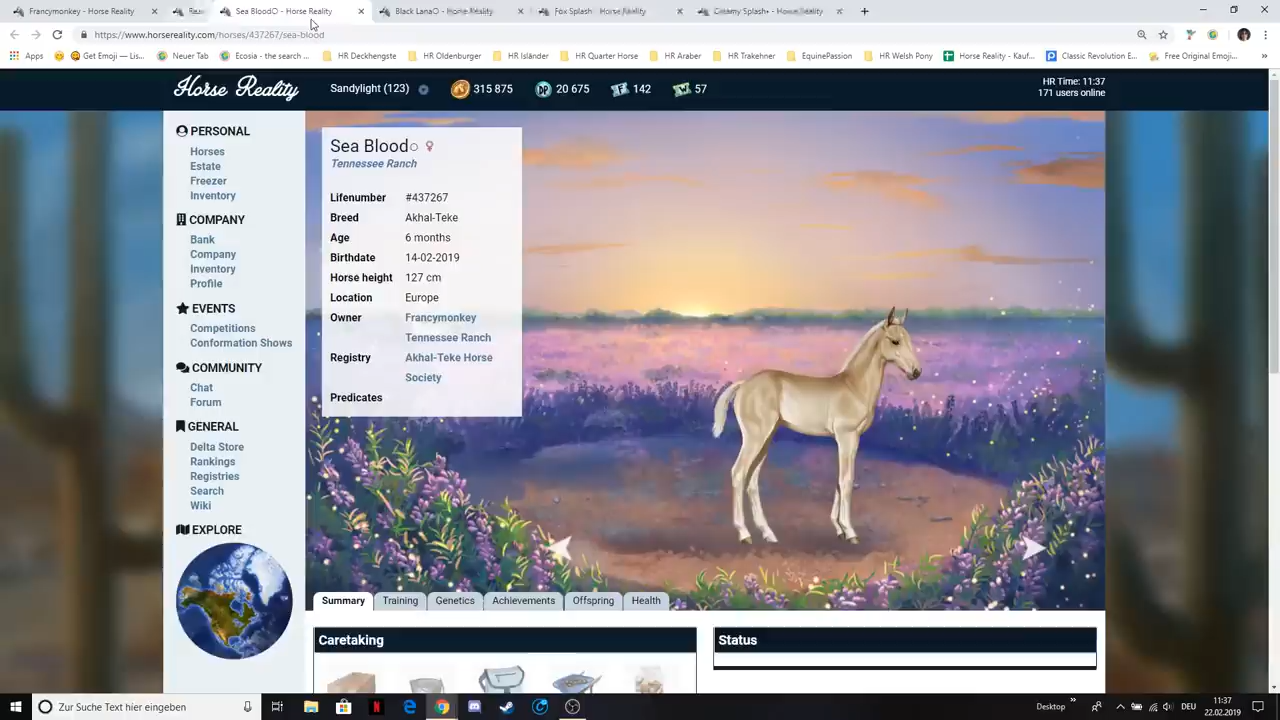 Francymonkey - Horse Reality
Sea Blood○ - Horse Reality
Black Lana○ - Horse Reality
Fox Splash - Horse Reality
Creamy Splash+ - Horse Reality
https://www.horsereality.com/horses/437267/sea-blood
Apps
Get Emoji — Lis...
Neuer Tab
Ecosia - the search ...
HR Deckhengste
HR Oldenburger
HR Isländer
HR Quarter Horse
HR Araber
HR Trakehner
EquinePassion
HR Welsh Pony
Horse Reality - Kauf...
Classic Revolution E...
Free Original Emoji...
Horse Reality
Sandylight (123)
315 875
DP
20 675
142
57
HR Time: 11:37
171 users online
PERSONAL
Horses
Estate
Freezer
Inventory
COMPANY
Bank
Company
Inventory
Profile
EVENTS
Competitions
Conformation Shows
COMMUNITY
Chat
Forum
GENERAL
Delta Store
Rankings
Registries
Search
Wiki
EXPLORE
Sea Blood○ ♀
Tennessee Ranch
Lifenumber #437267
Breed Akhal-Teke
Age 6 months
Birthdate 14-02-2019
Horse height 127 cm
Location Europe
Owner Francymonkey
Tennessee Ranch
Registry Akhal-Teke Horse
Society
Predicates
Summary
Training
Genetics
Achievements
Offspring
Health
Caretaking
Status
Zur Suche Text hier eingeben
Desktop
DEU
11:37
22.02.2019